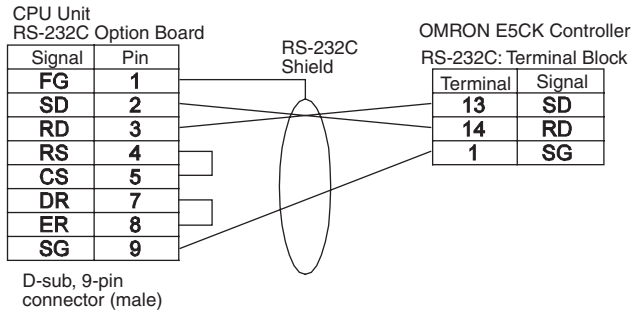 CPU Unit
RS-232C Option Board
Signal Pin
FG 1
SD 2
RD 3
RS 4
CS 5
DR 7
ER 8
SG 9
D-sub, 9-pin
connector (male)
RS-232C
Shield
OMRON E5CK Controller
RS-232C: Terminal Block
Terminal Signal
13 SD
14 RD
1 SG